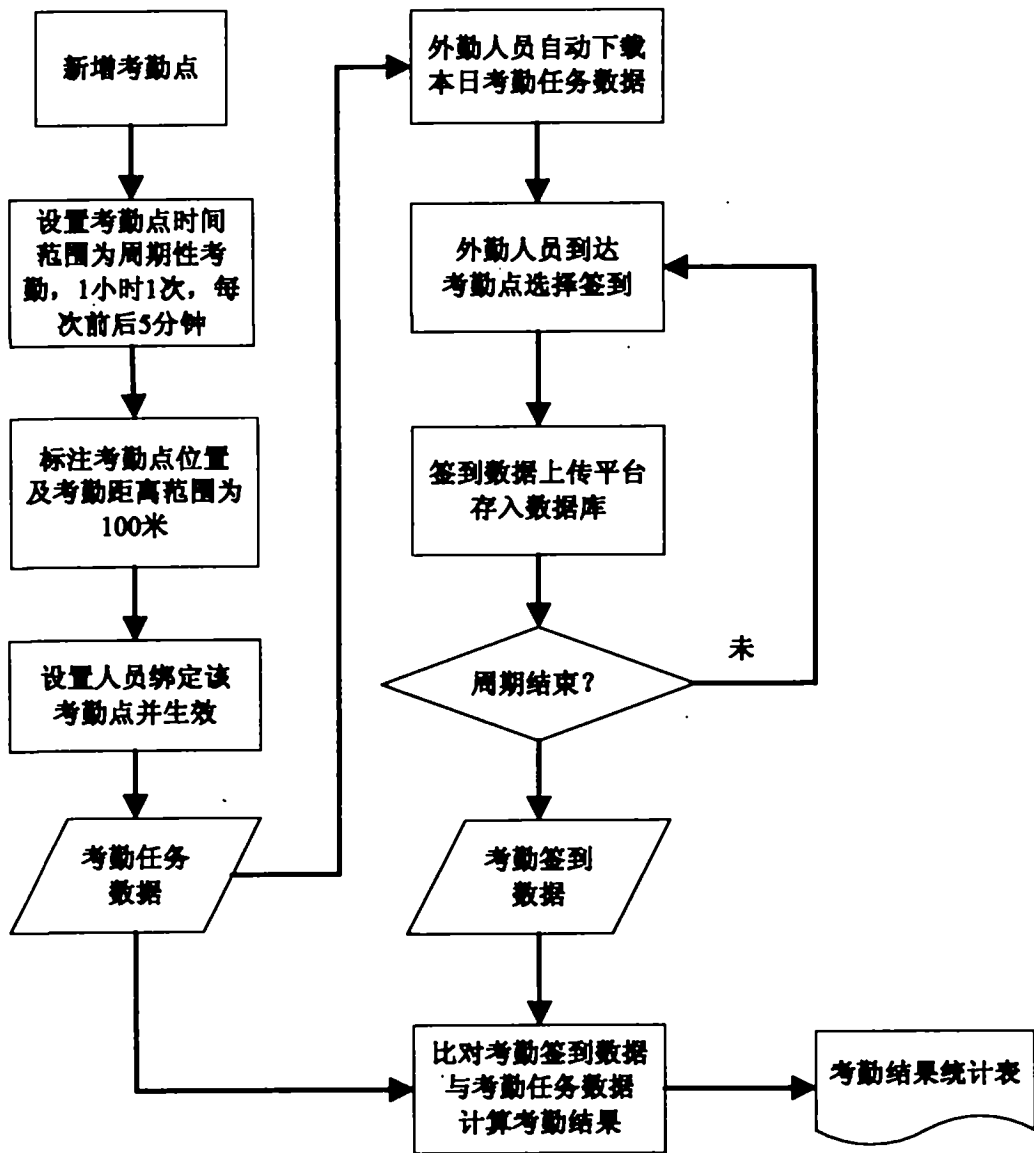 新增考勤点
设置考勤点时间
范围为周期性考
勤，1小时1次，每
次前后5分钟
标注考勤点位置
及考勤距离范围为
100米
设置人员绑定该
考勤点并生效
考勤任务
数据
外勤人员自动下载
本日考勤任务数据
外勤人员到达
考勤点选择签到
签到数据上传平台
存入数据库
周期结束？
未
考勤签到
数据
比对考勤签到数据
与考勤任务数据
计算考勤结果
考勤结果统计表